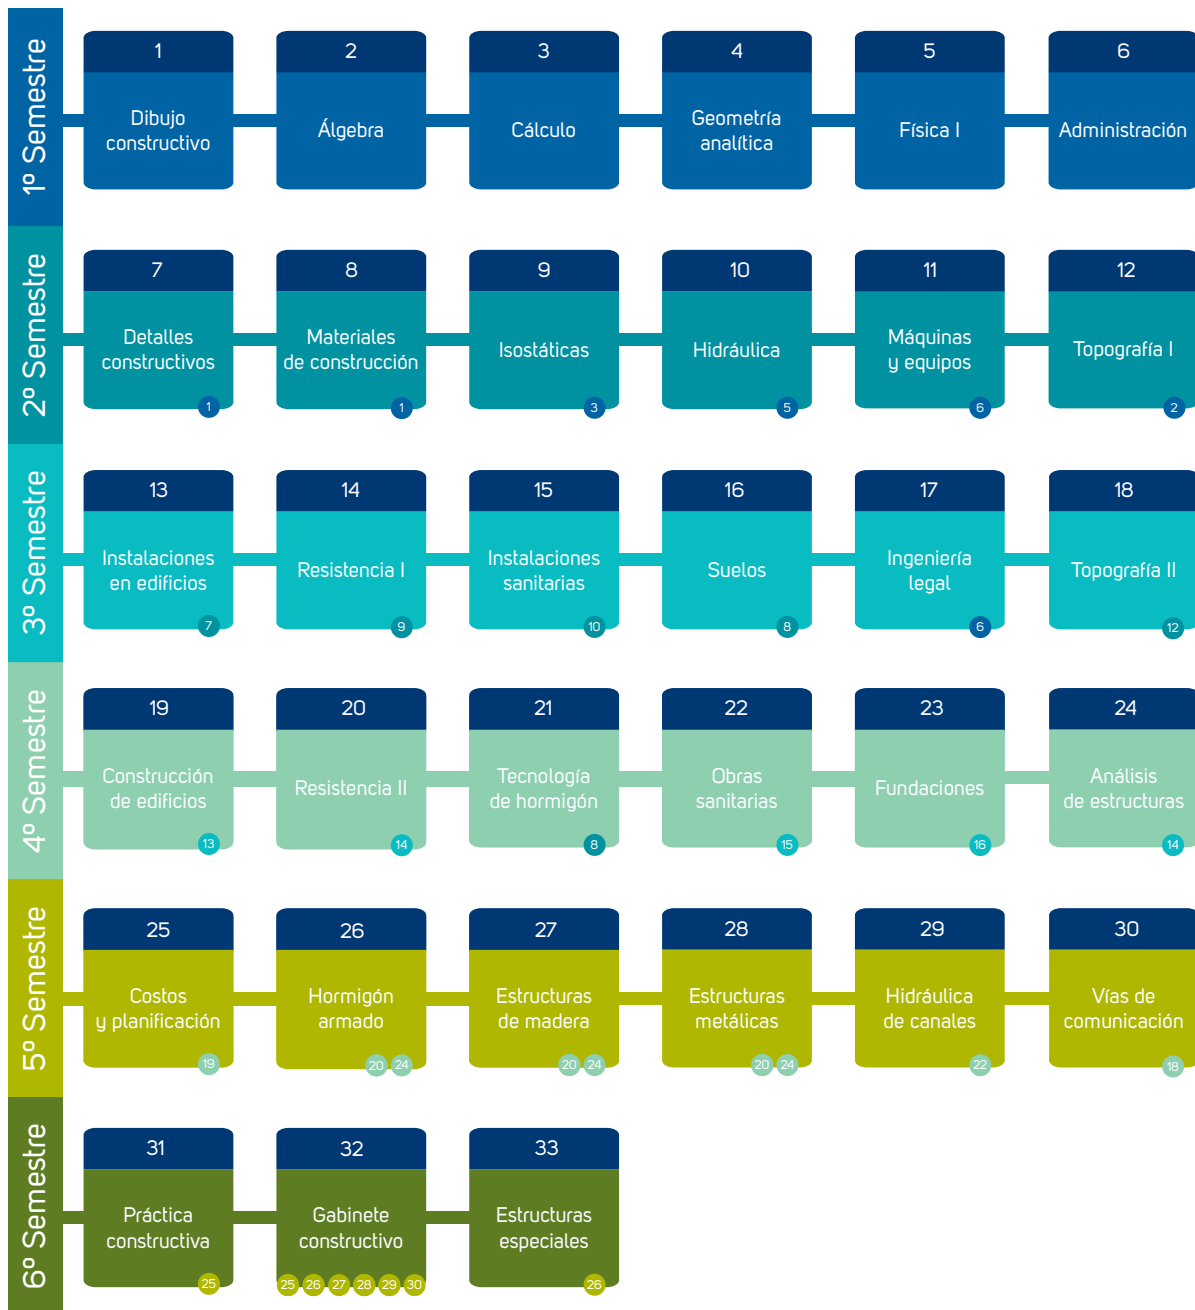 1º Semestre
1
Dibujo
constructivo
2
Álgebra
3
Cálculo
4
Geometría
analítica
5
Física I
6
Administración
2º Semestre
7
Detalles
constructivos
1
8
Materiales
de construcción
1
9
Isostáticas
3
10
Hidráulica
5
11
Máquinas
y equipos
6
12
Topografía I
2
3º Semestre
13
Instalaciones
en edificios
7
14
Resistencia I
9
15
Instalaciones
sanitarias
10
16
Suelos
8
17
Ingeniería
legal
6
18
Topografía II
12
4º Semestre
19
Construcción
de edificios
13
20
Resistencia II
14
21
Tecnología
de hormigón
8
22
Obras
sanitarias
15
23
Fundaciones
16
24
Análisis
de estructuras
14
5º Semestre
25
Costos
y planificación
19
26
Hormigón
armado
20 24
27
Estructuras
de madera
20 24
28
Estructuras
metálicas
20 24
29
Hidráulica
de canales
22
30
Vías de
comunicación
18
6º Semestre
31
Práctica
constructiva
25
32
Gabinete
constructivo
25 26 27 28 29 30
33
Estructuras
especiales
26